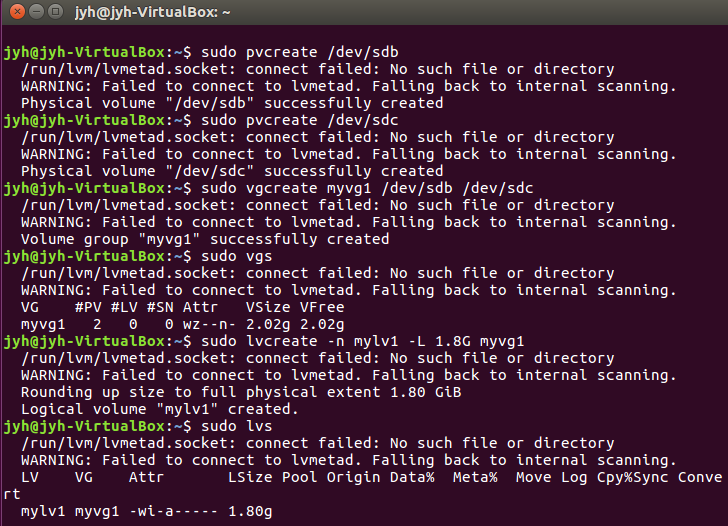 jyh@jyh-VirtualBox: ~
jyh@jyh-VirtualBox:~$ sudo pvcreate /dev/sdb
  /run/lvm/lvmetad.socket: connect failed: No such file or directory
  WARNING: Failed to connect to lvmetad. Falling back to internal scanning.
  Physical volume "/dev/sdb" successfully created
jyh@jyh-VirtualBox:~$ sudo pvcreate /dev/sdc
  /run/lvm/lvmetad.socket: connect failed: No such file or directory
  WARNING: Failed to connect to lvmetad. Falling back to internal scanning.
  Physical volume "/dev/sdc" successfully created
jyh@jyh-VirtualBox:~$ sudo vgcreate myvg1 /dev/sdb /dev/sdc
  /run/lvm/lvmetad.socket: connect failed: No such file or directory
  WARNING: Failed to connect to lvmetad. Falling back to internal scanning.
  Volume group "myvg1" successfully created
jyh@jyh-VirtualBox:~$ sudo vgs
  /run/lvm/lvmetad.socket: connect failed: No such file or directory
  WARNING: Failed to connect to lvmetad. Falling back to internal scanning.
  VG    #PV #LV #SN Attr   VSize VFree
  myvg1   2   0   0 wz--n- 2.02g 2.02g
jyh@jyh-VirtualBox:~$ sudo lvcreate -n mylv1 -L 1.8G myvg1
  /run/lvm/lvmetad.socket: connect failed: No such file or directory
  WARNING: Failed to connect to lvmetad. Falling back to internal scanning.
  Rounding up size to full physical extent 1.80 GiB
  Logical volume "mylv1" created.
jyh@jyh-VirtualBox:~$ sudo lvs
  /run/lvm/lvmetad.socket: connect failed: No such file or directory
  WARNING: Failed to connect to lvmetad. Falling back to internal scanning.
  LV    VG    Attr       LSize Pool Origin Data%  Meta%  Move Log Cpy%Sync Conve
rt
  mylv1 myvg1 -wi-a----- 1.80g